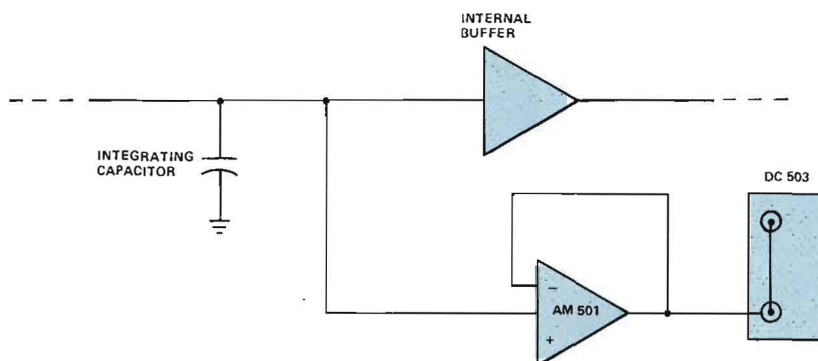 INTERNAL
BUFFER
INTEGRATING
CAPACITOR
DC 503
−
AM 501
+